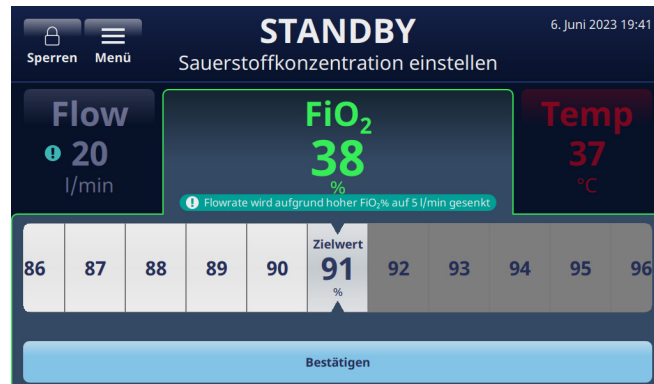 STANDBY
6. Juni 2023 19:41
Sperren Menü
Sauerstoffkonzentration einstellen
Flow
20
l/min
FiO₂
38
%
Flowrate wird aufgrund hoher FiO₂% auf 5 l/min gesenkt
Temp
37
°C
Zielwert
86 87 88 89 90 91 92 93 94 95 96
%
Bestätigen